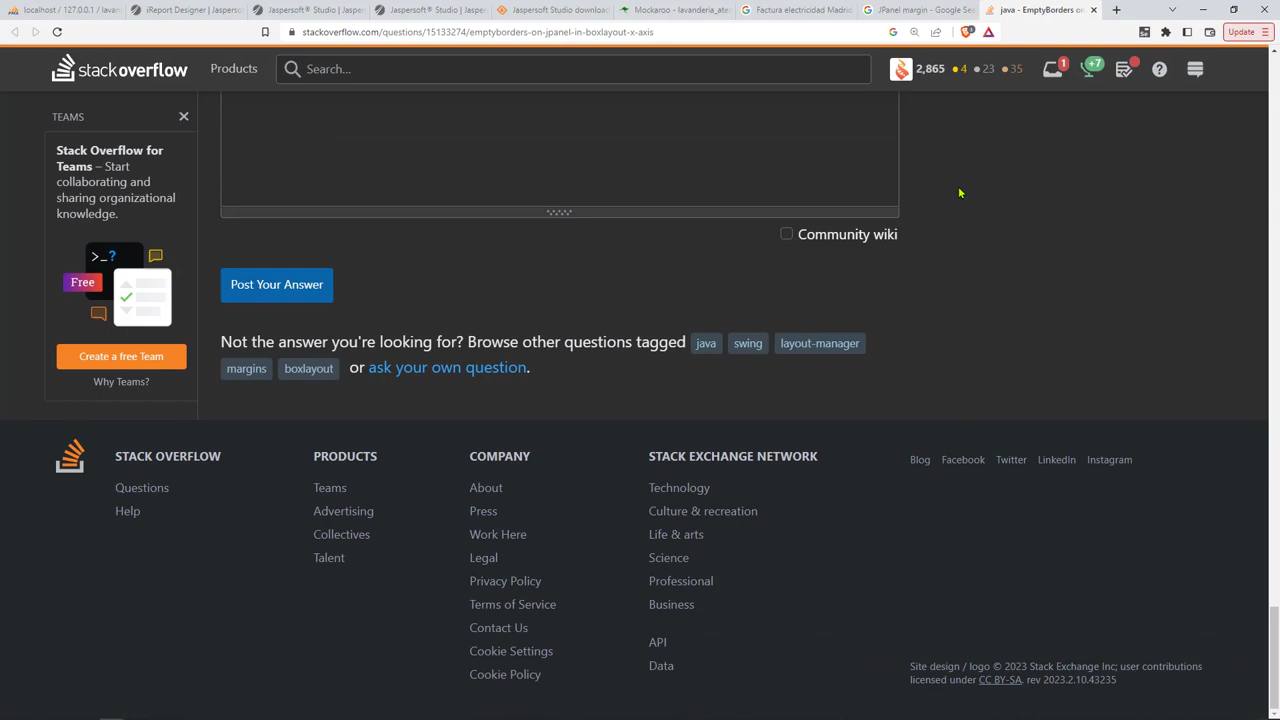 localhost / 127.0.0.1 / lavan
iReport Designer | Jaspersof
Jaspersoft® Studio | Jaspers
Jaspersoft® Studio | Jaspers
Jaspersoft Studio download
Mockaroo - lavanderia_ate
Factura electricidad Madrid
JPanel margin - Google Sea
java - EmptyBorders on
stackoverflow.com/questions/15133274/emptyborders-on-jpanel-in-boxlayout-x-axis
Update
stackoverflow
Products
Search...
2,865 4 23 35
1
+7
TEAMS
Stack Overflow for
Teams – Start
collaborating and
sharing organizational
knowledge.
>_?
Free
Create a free Team
Why Teams?
Community wiki
Post Your Answer
Not the answer you're looking for? Browse other questions tagged java swing layout-manager
margins boxlayout or ask your own question.
STACK OVERFLOW
Questions
Help
PRODUCTS
Teams
Advertising
Collectives
Talent
COMPANY
About
Press
Work Here
Legal
Privacy Policy
Terms of Service
Contact Us
Cookie Settings
Cookie Policy
STACK EXCHANGE NETWORK
Technology
Culture & recreation
Life & arts
Science
Professional
Business
API
Data
Blog Facebook Twitter LinkedIn Instagram
Site design / logo © 2023 Stack Exchange Inc; user contributions
licensed under CC BY-SA. rev 2023.2.10.43235